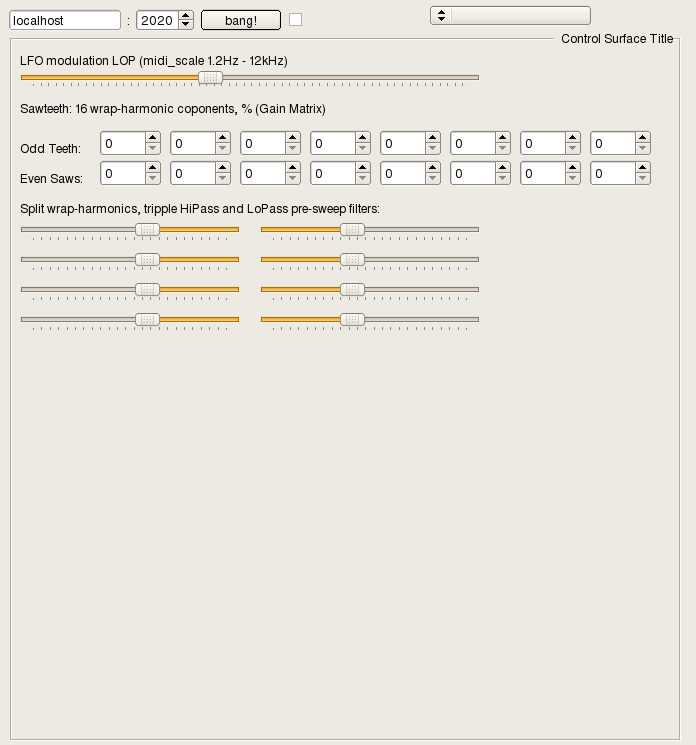 localhost : 2020 bang!
Control Surface Title
LFO modulation LOP (midi_scale 1.2Hz - 12kHz)
Sawteeth: 16 wrap-harmonic coponents, % (Gain Matrix)
Odd Teeth: 0 0 0 0 0 0 0 0
Even Saws: 0 0 0 0 0 0 0 0
Split wrap-harmonics, tripple HiPass and LoPass pre-sweep filters: